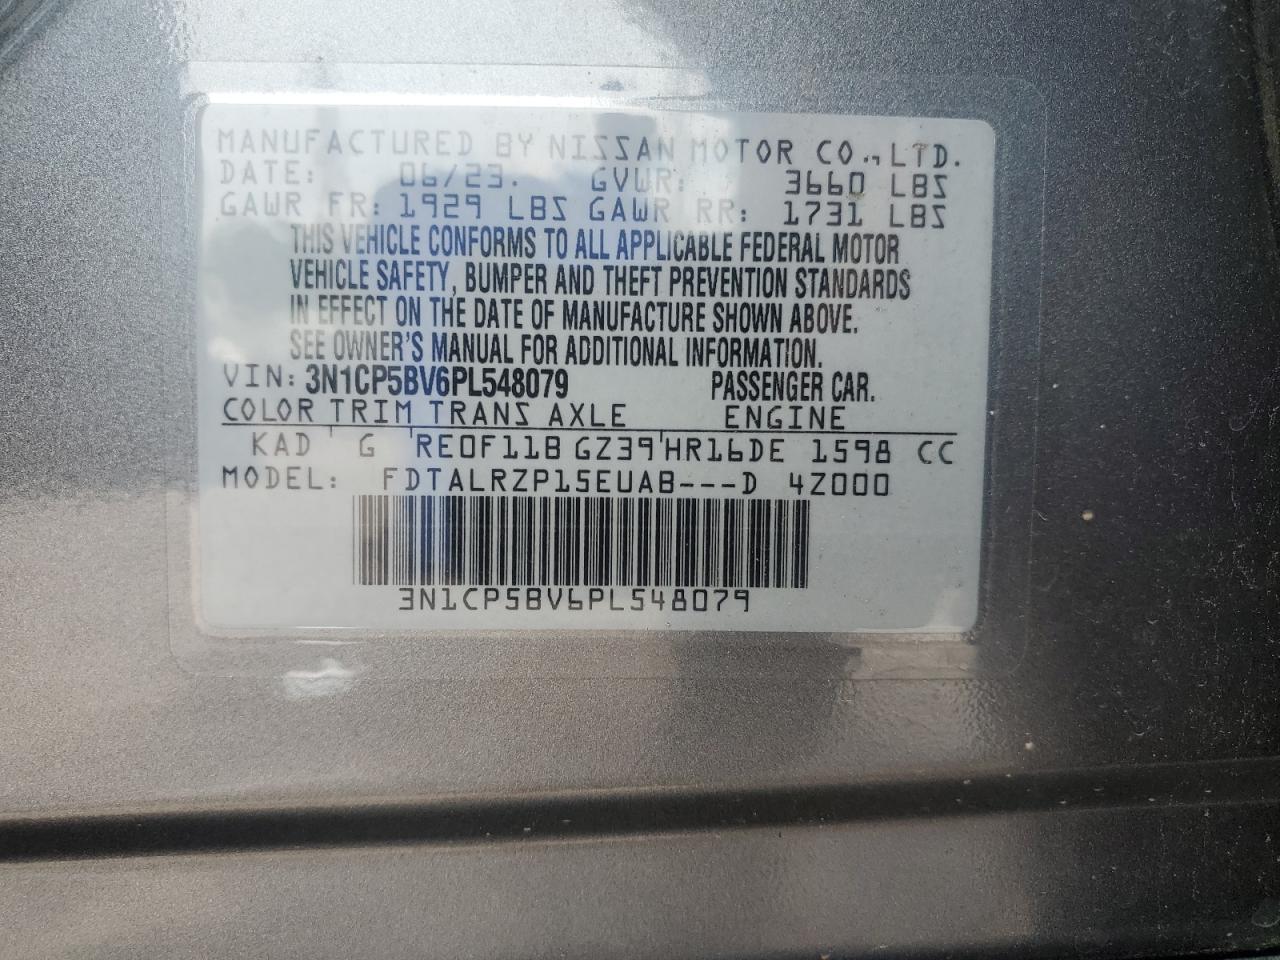 MANUFACTURED BY NISSAN MOTOR CO., LTD.
DATE: 06/23. GVWR: 3660 LBS
GAWR FR: 1929 LBS GAWR RR: 1731 LBS
THIS VEHICLE CONFORMS TO ALL APPLICABLE FEDERAL MOTOR
VEHICLE SAFETY, BUMPER AND THEFT PREVENTION STANDARDS
IN EFFECT ON THE DATE OF MANUFACTURE SHOWN ABOVE.
SEE OWNER'S MANUAL FOR ADDITIONAL INFORMATION.
VIN: 3N1CP5BV6PL548079 PASSENGER CAR.
COLOR TRIM TRANS AXLE ENGINE
KAD G RE0F11B GZ39 HR16DE 1598 CC
MODEL: FDTALRZP15EUAB---D 4Z000
3N1CP5BV6PL548079